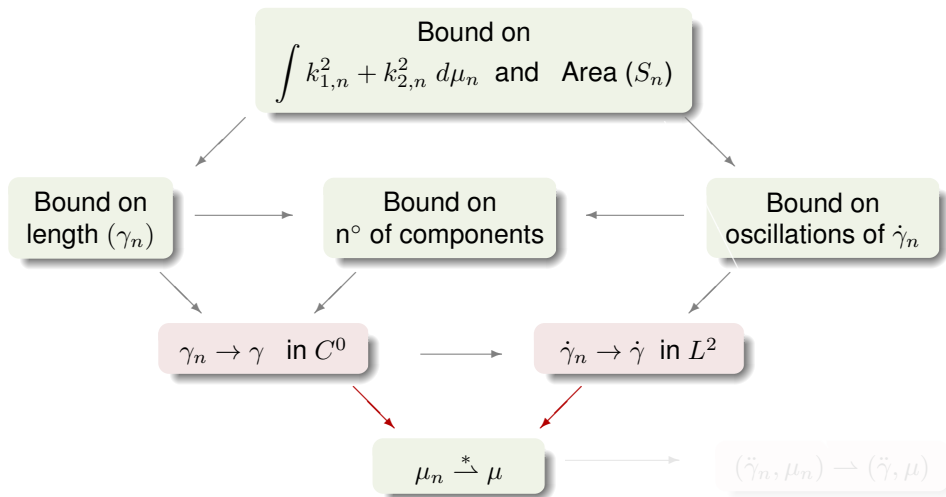 Bound on
∫ k²₁,ₙ + k²₂,ₙ dμₙ and Area (Sₙ)
Bound on
length (γₙ)
Bound on
n° of components
Bound on
oscillations of γ̇ₙ
γₙ → γ in C⁰
γ̇ₙ → γ̇ in L²
μₙ ⇀* μ
(γ̈ₙ, μₙ) ⇀ (γ̈, μ)